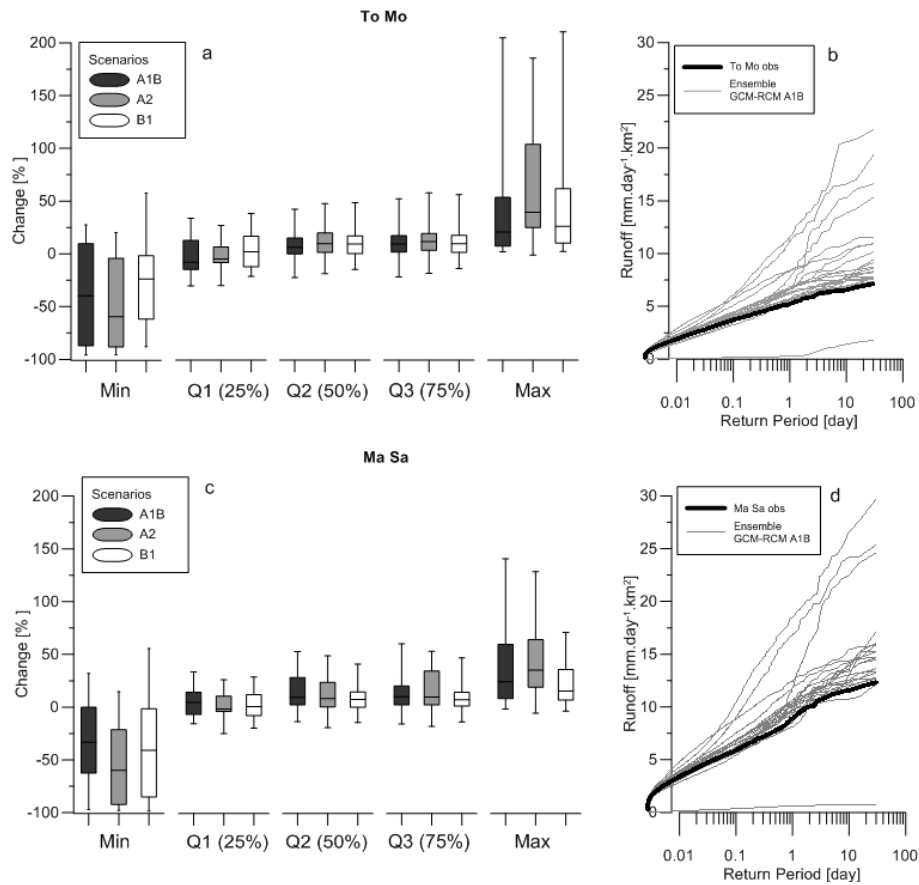 To Mo
a
Scenarios
A1B
A2
B1
Change [% ]
200
150
100
50
0
-50
-100
Min
Q1 (25%)
Q2 (50%)
Q3 (75%)
Max
b
To Mo obs
Ensemble
GCM-RCM A1B
Runoff [mm.day⁻¹.km²]
30
25
20
15
10
5
0
0.01
0.1
1
10
100
Return Period [day]
Ma Sa
c
Scenarios
A1B
A2
B1
Change [% ]
200
150
100
50
0
-50
-100
Min
Q1 (25%)
Q2 (50%)
Q3 (75%)
Max
d
Ma Sa obs
Ensemble
GCM-RCM A1B
Runoff [mm.day⁻¹.km²]
30
25
20
15
10
5
0
0.01
0.1
1
10
100
Return Period [day]